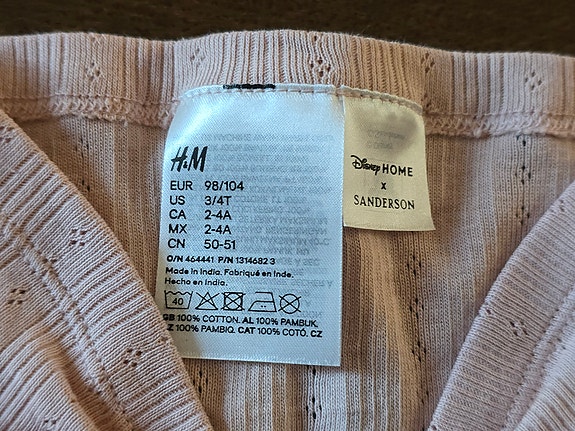 H&M
EUR 98/104
US 3/4T
CA 2-4A
MX 2-4A
CN 50-51
O/N 464441 P/N 1314682 3
Made in India. Fabriqué en Inde.
Hecho en India.
40
GB 100% COTTON. AL 100% PAMBUK.
AZ 100% PAMBIQ. CAT 100% COTÓ. CZ
Disney HOME
x
SANDERSON